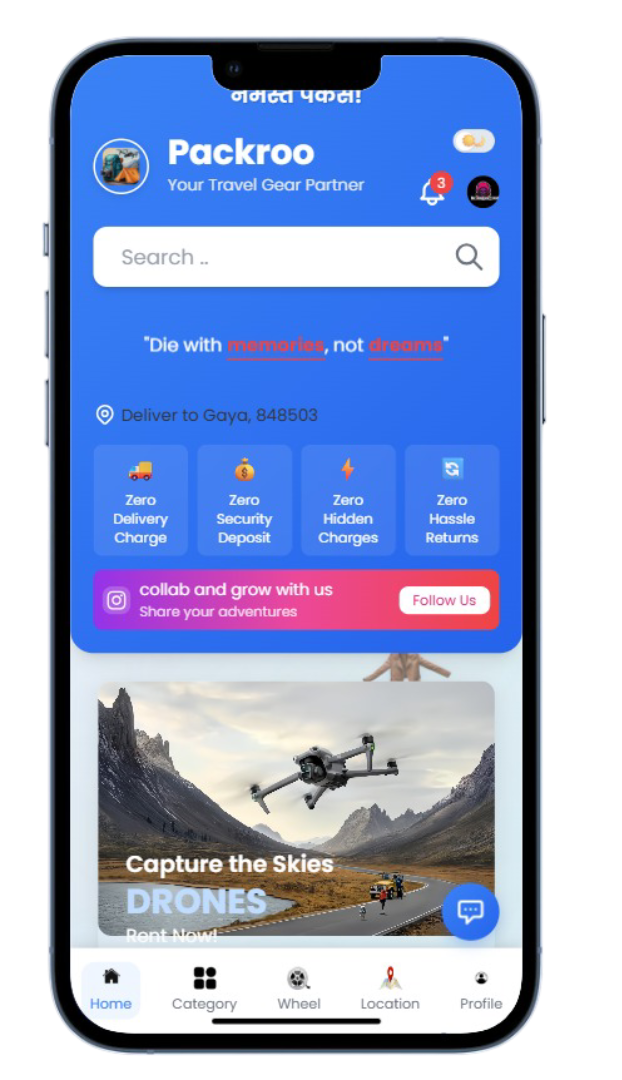 नमस्ते पैकर्स!
Packroo
Your Travel Gear Partner
3
Search ..
"Die with memories, not dreams"
Deliver to Gaya, 848503
Zero
Delivery
Charge
Zero
Security
Deposit
Zero
Hidden
Charges
Zero
Hassle
Returns
collab and grow with us
Share your adventures
Follow Us
Capture the Skies
DRONES
Rent Now!
Home
Category
Wheel
Location
Profile